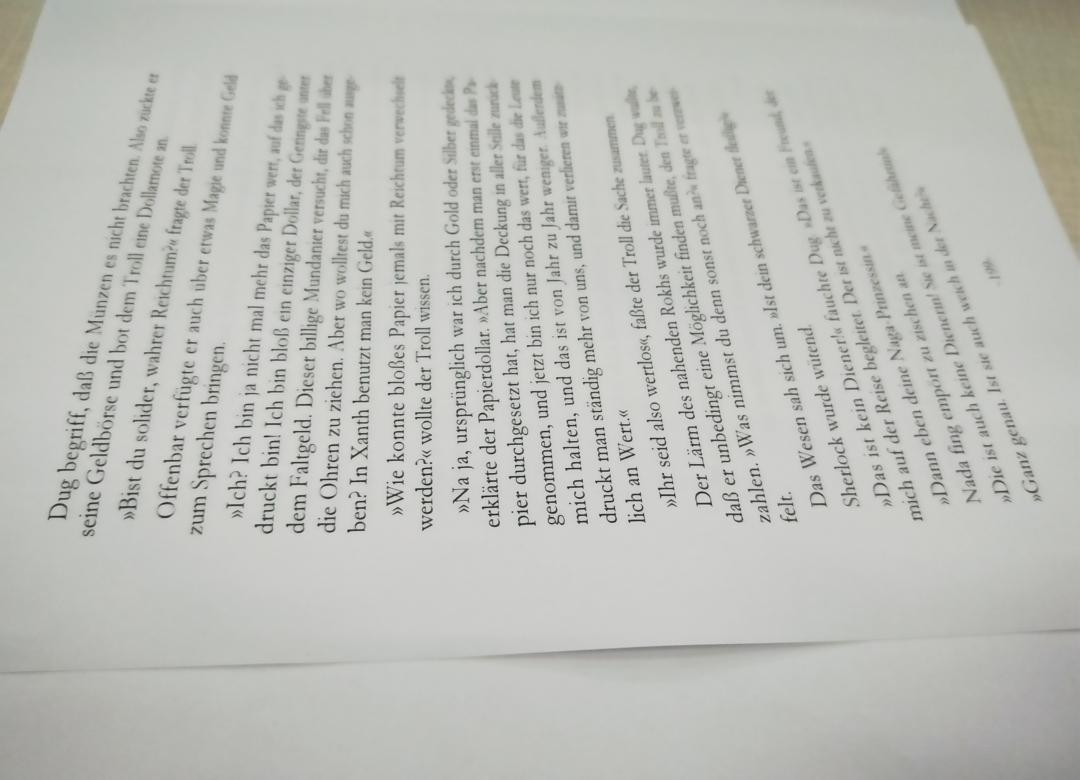 Dug begriff, daß die Münzen es nicht brachten. Also zückte er
seine Geldbörse und bot dem Troll eine Dollarnote an.
»Bist du solider, wahrer Reichtum?« fragte der Troll.
Offenbar verfügte er auch über etwas Magie und konnte Geld
zum Sprechen bringen.
»Ich? Ich bin ja nicht mal mehr das Papier wert, auf das ich ge-
druckt bin! Ich bin bloß ein einziger Dollar, der Geringste unter
dem Faltgeld. Dieser billige Mundanier versucht, dir das Fell über
die Ohren zu ziehen. Aber wo wolltest du mich auch schon ausge-
ben? In Xanth benutzt man kein Geld.«
»Wie konnte bloßes Papier jemals mit Reichtum verwechselt
werden?« wollte der Troll wissen.
»Na ja, ursprünglich war ich durch Gold oder Silber gedeckt«,
erklärte der Papierdollar. »Aber nachdem man erst einmal das Pa-
pier durchgesetzt hat, hat man die Deckung in aller Stille zurück-
genommen, und jetzt bin ich nur noch das wert, für das die Leute
mich halten, und das ist von Jahr zu Jahr weniger. Außerdem
druckt man ständig mehr von uns, und damit verlieren wir zusätz-
lich an Wert.«
»Ihr seid also wertlos«, faßte der Troll die Sache zusammen.
Der Lärm des nahenden Rokhs wurde immer lauter. Dug wußte,
daß er unbedingt eine Möglichkeit finden mußte, den Troll zu be-
zahlen. »Was nimmst du denn sonst noch an?« fragte er verzwei-
felt.
Das Wesen sah sich um. »Ist dein schwarzer Diener fleißig?«
Sherlock wurde wütend.
»Das ist kein Diener!« fauchte Dug. »Das ist ein Freund, der
mich auf der Reise begleitet. Der ist nicht zu verkaufen.«
»Dann eben deine Naga-Prinzessin.«
Nada fing empört zu zischen an.
»Die ist auch keine Dienerin! Sie ist meine Gefährtin!«
»Ganz genau. Ist sie auch weich in der Nacht?«